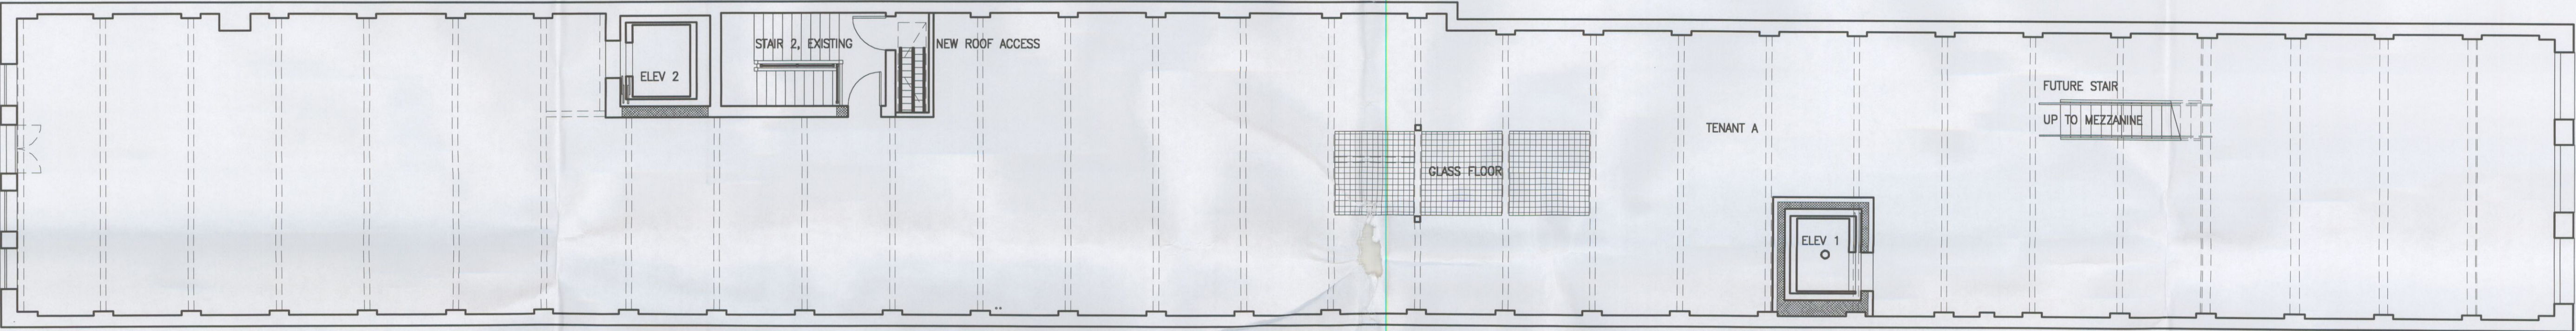 STAIR 2, EXISTING
NEW ROOF ACCESS
ELEV 2
FUTURE STAIR
UP TO MEZZANINE
TENANT A
GLASS FLOOR
ELEV 1